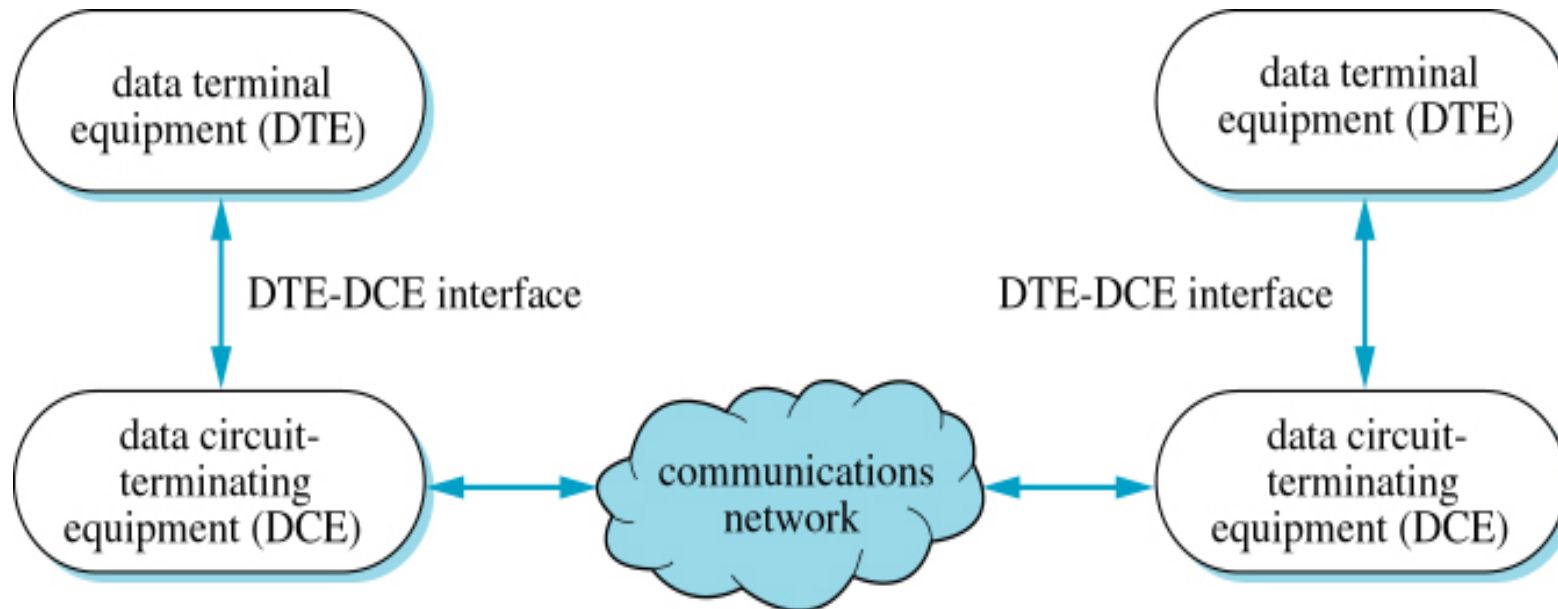 data terminal
equipment (DTE)
data terminal
equipment (DTE)
DTE-DCE interface
DTE-DCE interface
data circuit-
terminating
equipment (DCE)
communications
network
data circuit-
terminating
equipment (DCE)